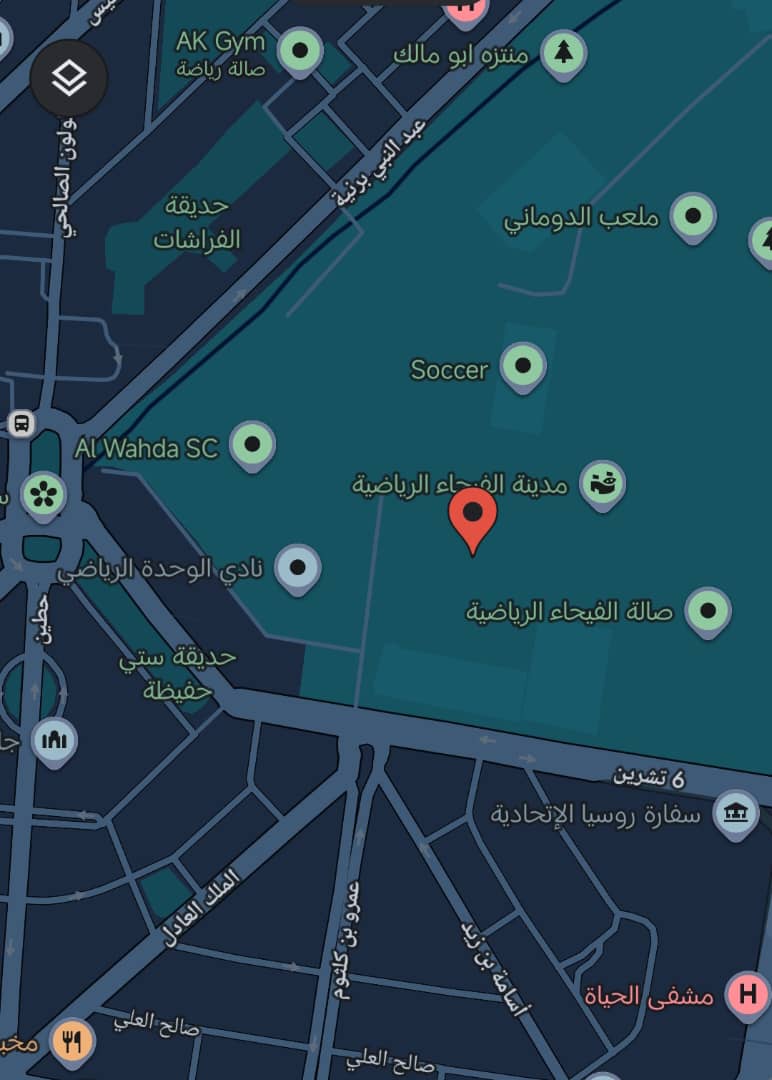 AK Gym
صالة رياضة
منتزه ابو مالك
عبد النبي برنية
حديقة
الفراشات
ملعب الدوماني
Soccer
Al Wahda SC
مدينة الفيحاء الرياضية
نادي الوحدة الرياضي
صالة الفيحاء الرياضية
حطين
حديقة ستي
حفيظة
6 تشرين
سفارة روسيا الإتحادية
الملك العادل
عمرو بن كلثوم
أسامة بن زيد
مشفى الحياة
H
صالح العلي
صالح العلي